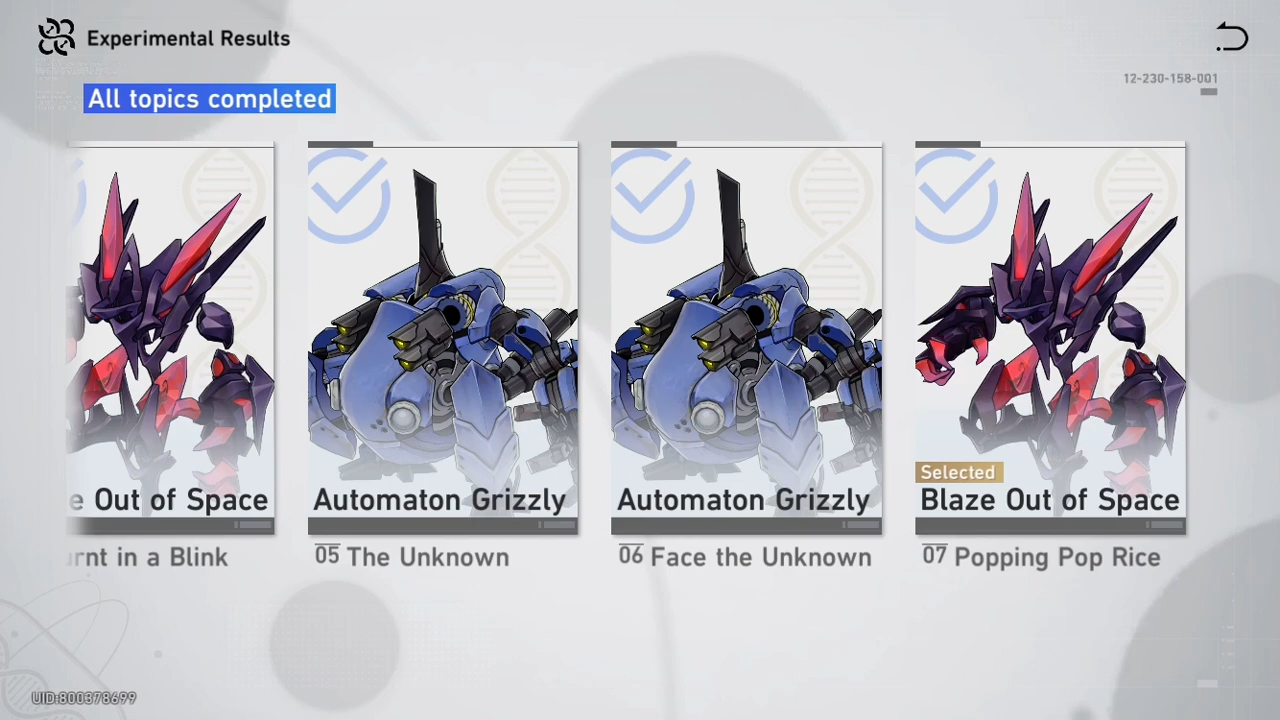 Experimental Results
All topics completed
12-230-158-001
e Out of Space
Automaton Grizzly
Automaton Grizzly
Selected
Blaze Out of Space
urnt in a Blink
05 The Unknown
06 Face the Unknown
07 Popping Pop Rice
UID:800378699